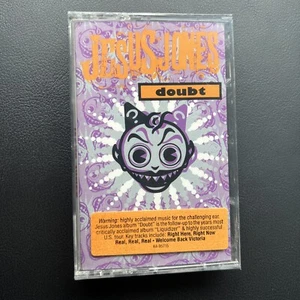 JESUS JONES
doubt
Warning: highly acclaimed music for the challenging ear.
Jesus Jones album "Doubt" is the follow-up to the years most
critically acclaimed album "Liquidizer" & highly successful
U.S. tour. Key tracks include: Right Here, Right Now
Real, Real, Real • Welcome Back Victoria